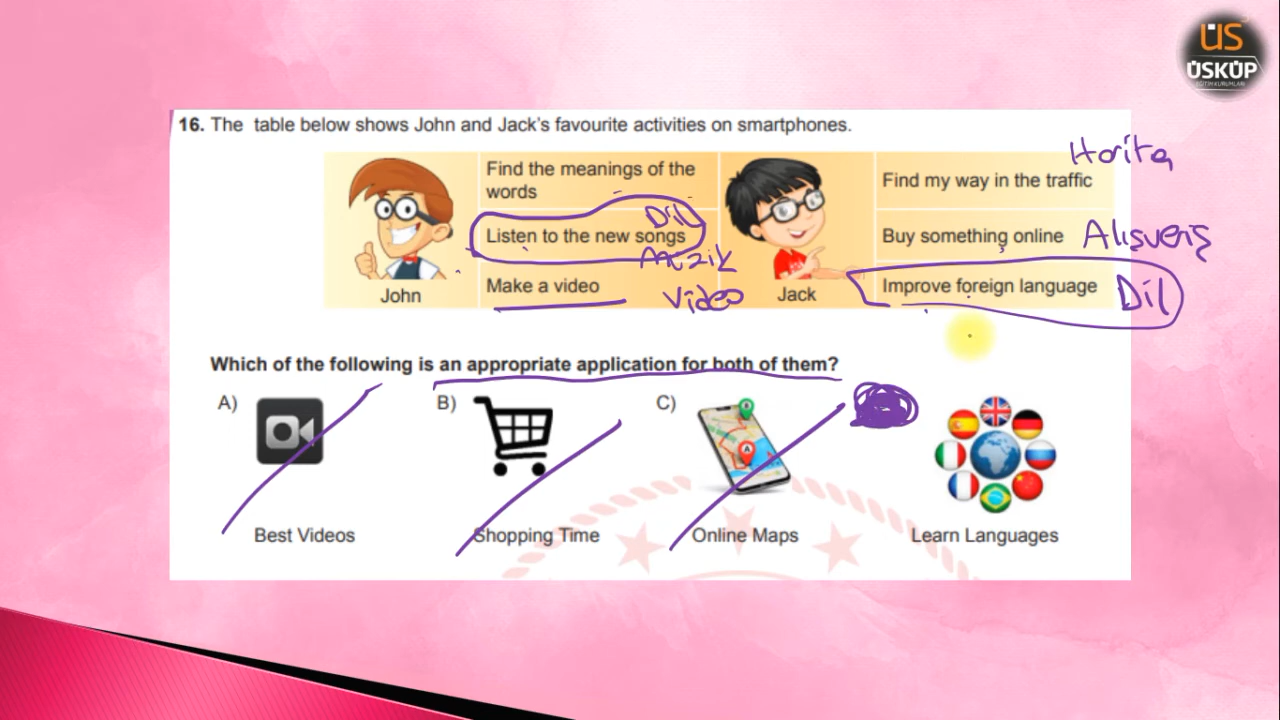 ÜS
ÜSKÜP
EĞİTİM KURUMLARI
16. The table below shows John and Jack's favourite activities on smartphones.
Harita
Find the meanings of the
words
Find my way in the traffic
Dil
Listen to the new songs
Buy something online
Alışveriş
Müzik
Make a video
Video
Improve foreign language
Dil
John
Jack
Which of the following is an appropriate application for both of them?
A)
B)
C)
Best Videos
Shopping Time
Online Maps
Learn Languages